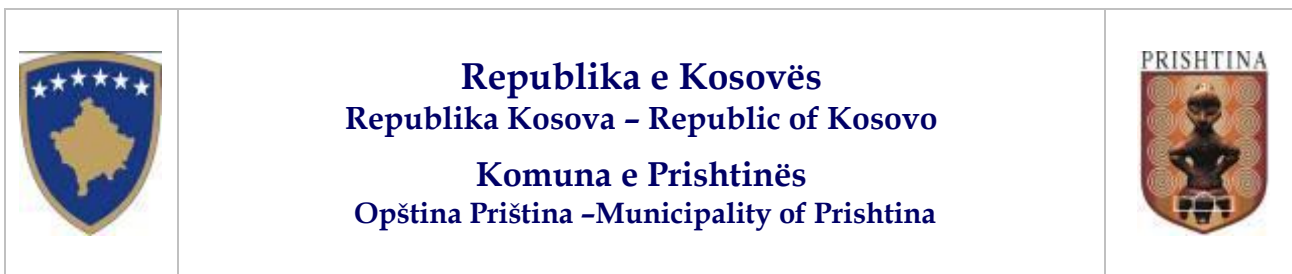 Republika e Kosovës
Republika Kosova – Republic of Kosovo
Komuna e Prishtinës
Opština Priština –Municipality of Prishtina
PRISHTINA